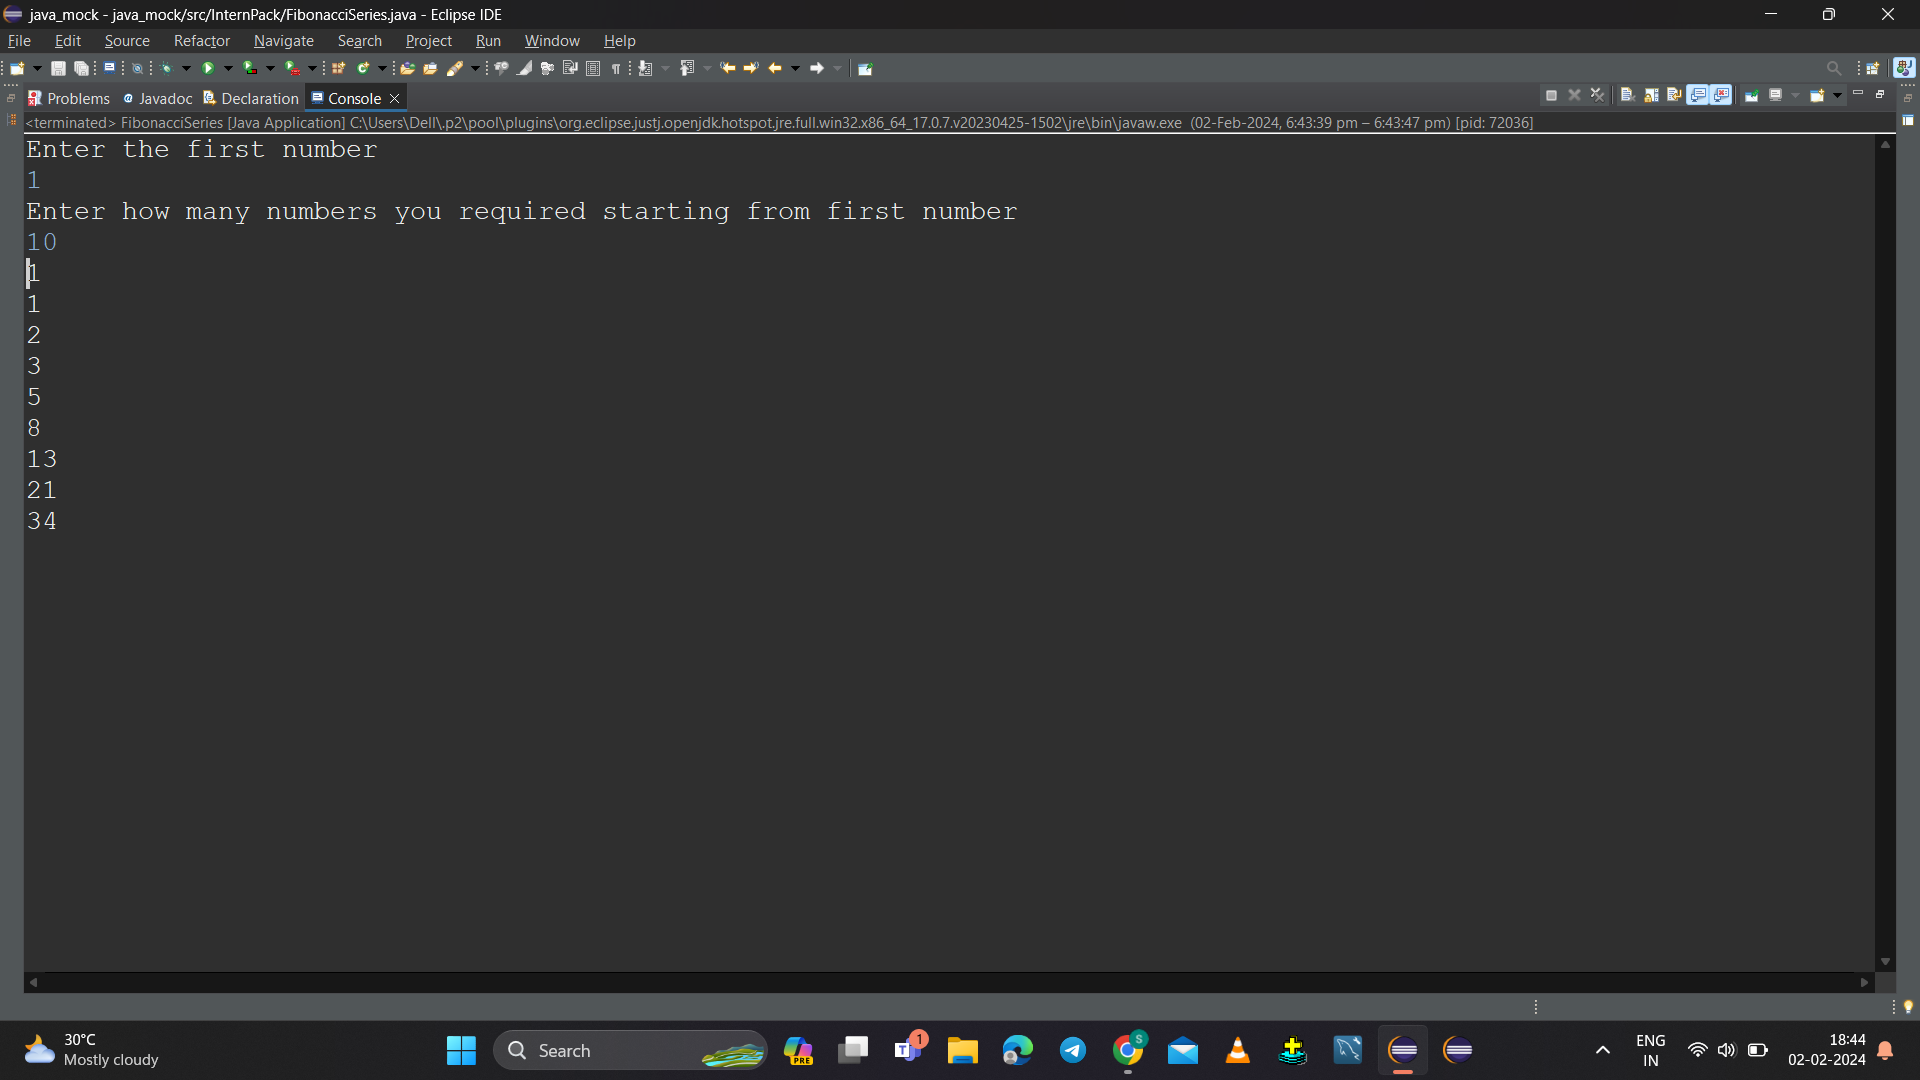 java_mock - java_mock/src/InternPack/FibonacciSeries.java - Eclipse IDE
File Edit Source Refactor Navigate Search Project Run Window Help
Problems Javadoc Declaration Console
<terminated> FibonacciSeries [Java Application] C:\Users\Dell\.p2\pool\plugins\org.eclipse.justj.openjdk.hotspot.jre.full.win32.x86_64_17.0.7.v20230425-1502\jre\bin\javaw.exe (02-Feb-2024, 6:43:39 pm – 6:43:47 pm) [pid: 72036]
Enter the first number
1
Enter how many numbers you required starting from first number
10
1
1
2
3
5
8
13
21
34
30°C
Mostly cloudy
Search
PRE
1
S
ENG
IN
18:44
02-02-2024